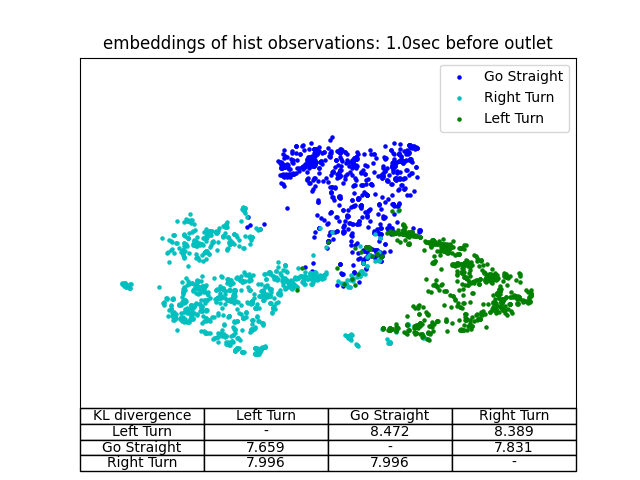 embeddings of hist observations: 1.0sec before outlet
Go Straight
Right Turn
Left Turn
KL divergence Left Turn Go Straight Right Turn
Left Turn - 8.472 8.389
Go Straight 7.659 - 7.831
Right Turn 7.996 7.996 -